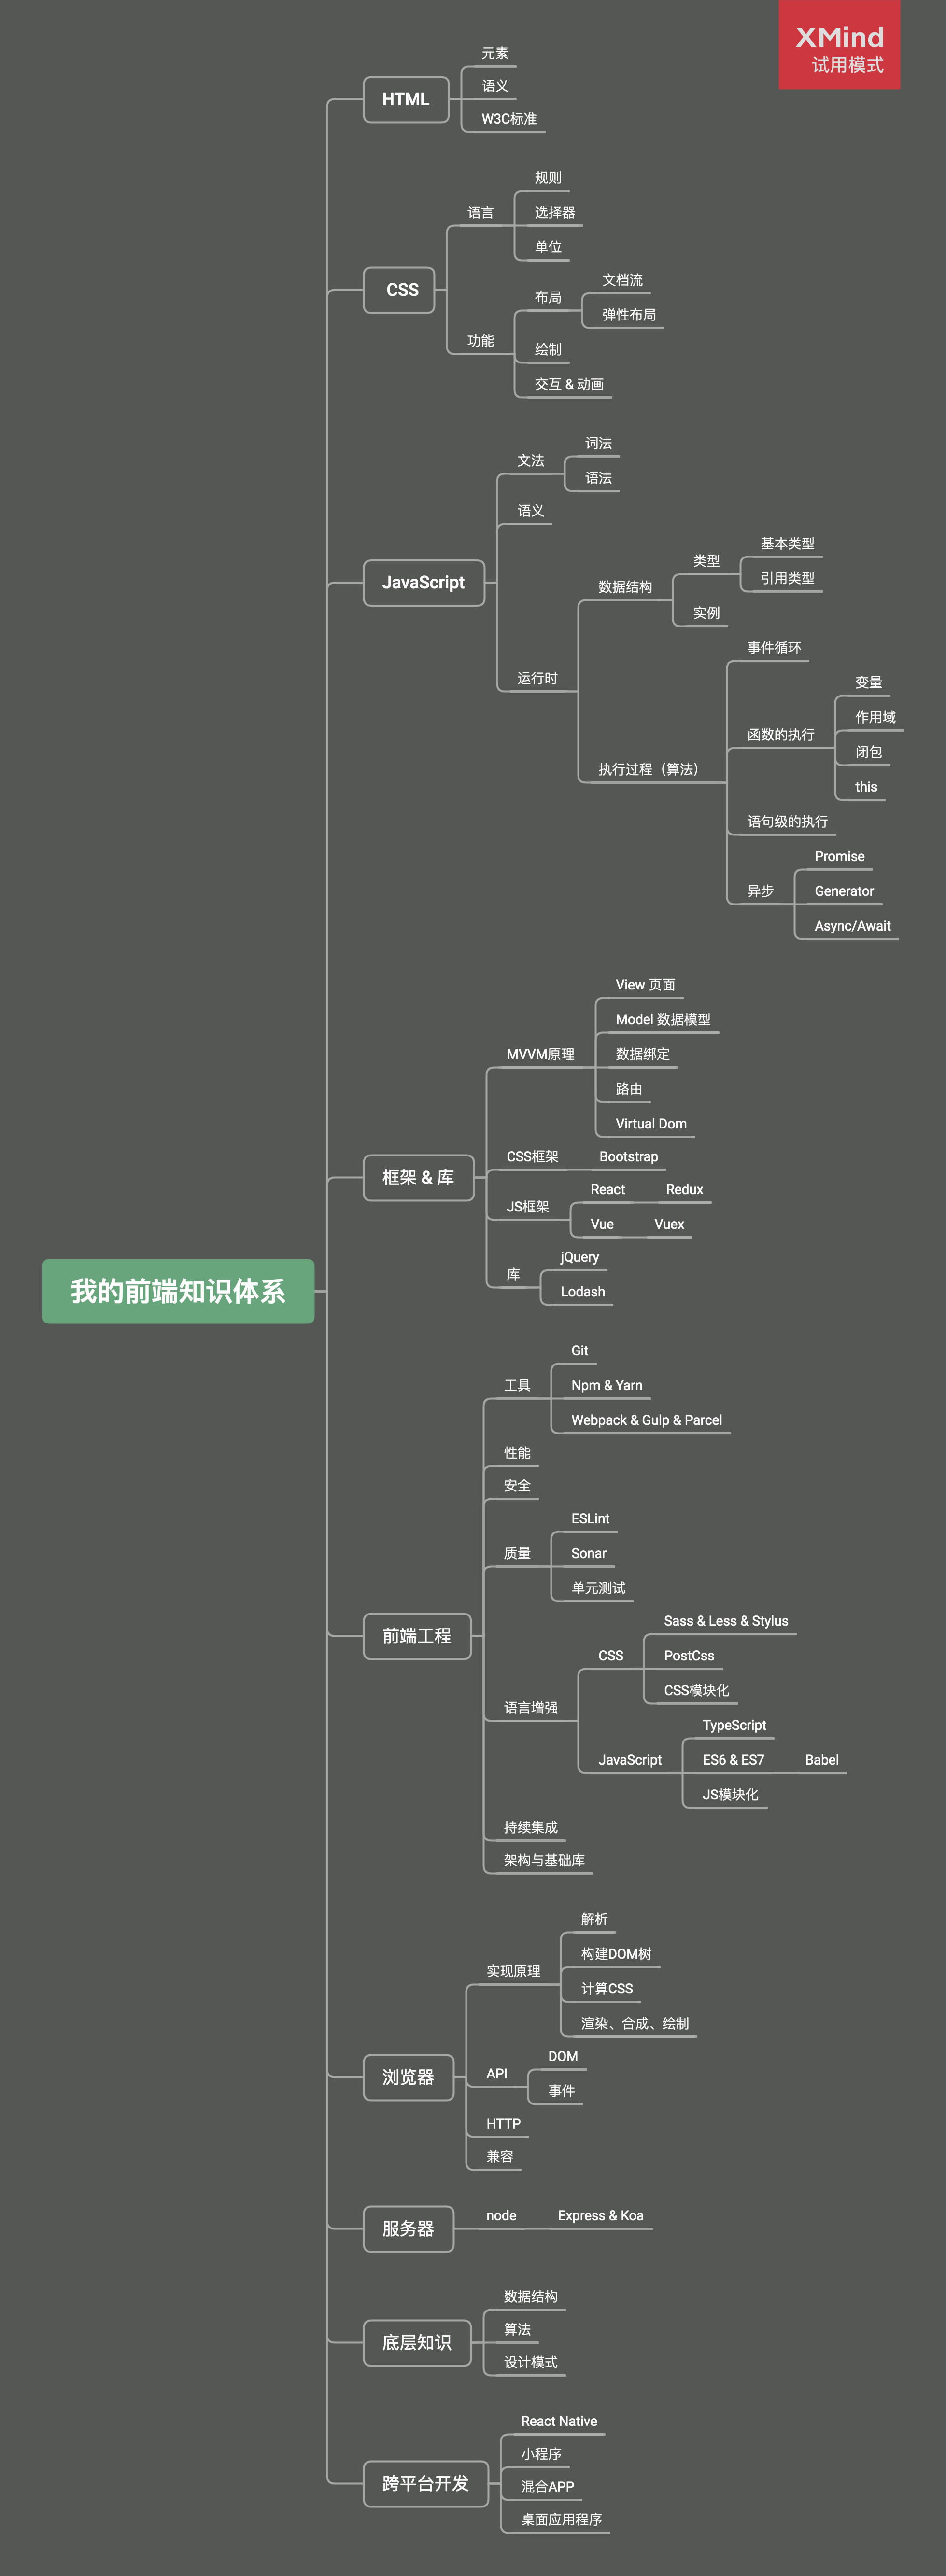 XMind
试用模式
我的前端知识体系
HTML
元素
语义
W3C标准
CSS
语言
规则
选择器
单位
功能
布局
文档流
弹性布局
绘制
交互 & 动画
JavaScript
文法
词法
语法
语义
运行时
数据结构
类型
基本类型
引用类型
实例
执行过程（算法）
事件循环
函数的执行
变量
作用域
闭包
this
语句级的执行
异步
Promise
Generator
Async/Await
框架 & 库
MVVM原理
View 页面
Model 数据模型
数据绑定
路由
Virtual Dom
CSS框架
Bootstrap
JS框架
React
Redux
Vue
Vuex
库
jQuery
Lodash
前端工程
工具
Git
Npm & Yarn
Webpack & Gulp & Parcel
性能
安全
质量
ESLint
Sonar
单元测试
语言增强
CSS
Sass & Less & Stylus
PostCss
CSS模块化
JavaScript
TypeScript
ES6 & ES7
Babel
JS模块化
持续集成
架构与基础库
浏览器
实现原理
解析
构建DOM树
计算CSS
渲染、合成、绘制
API
DOM
事件
HTTP
兼容
服务器
node
Express & Koa
底层知识
数据结构
算法
设计模式
跨平台开发
React Native
小程序
混合APP
桌面应用程序